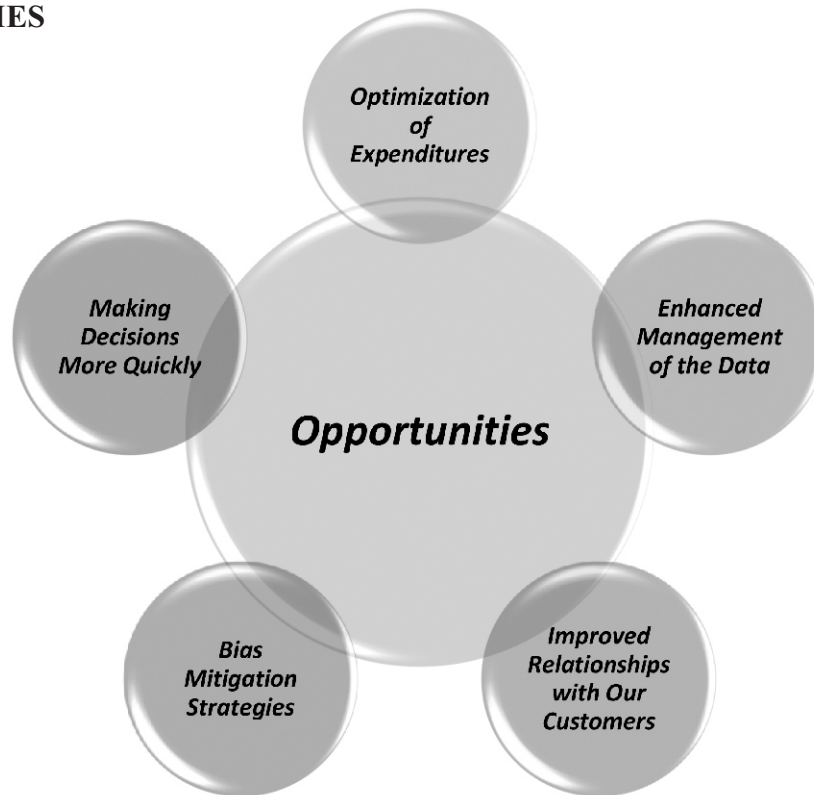 IES
Optimization
of
Expenditures
Making
Decisions
More Quickly
Enhanced
Management
of the Data
Opportunities
Bias
Mitigation
Strategies
Improved
Relationships
with Our
Customers